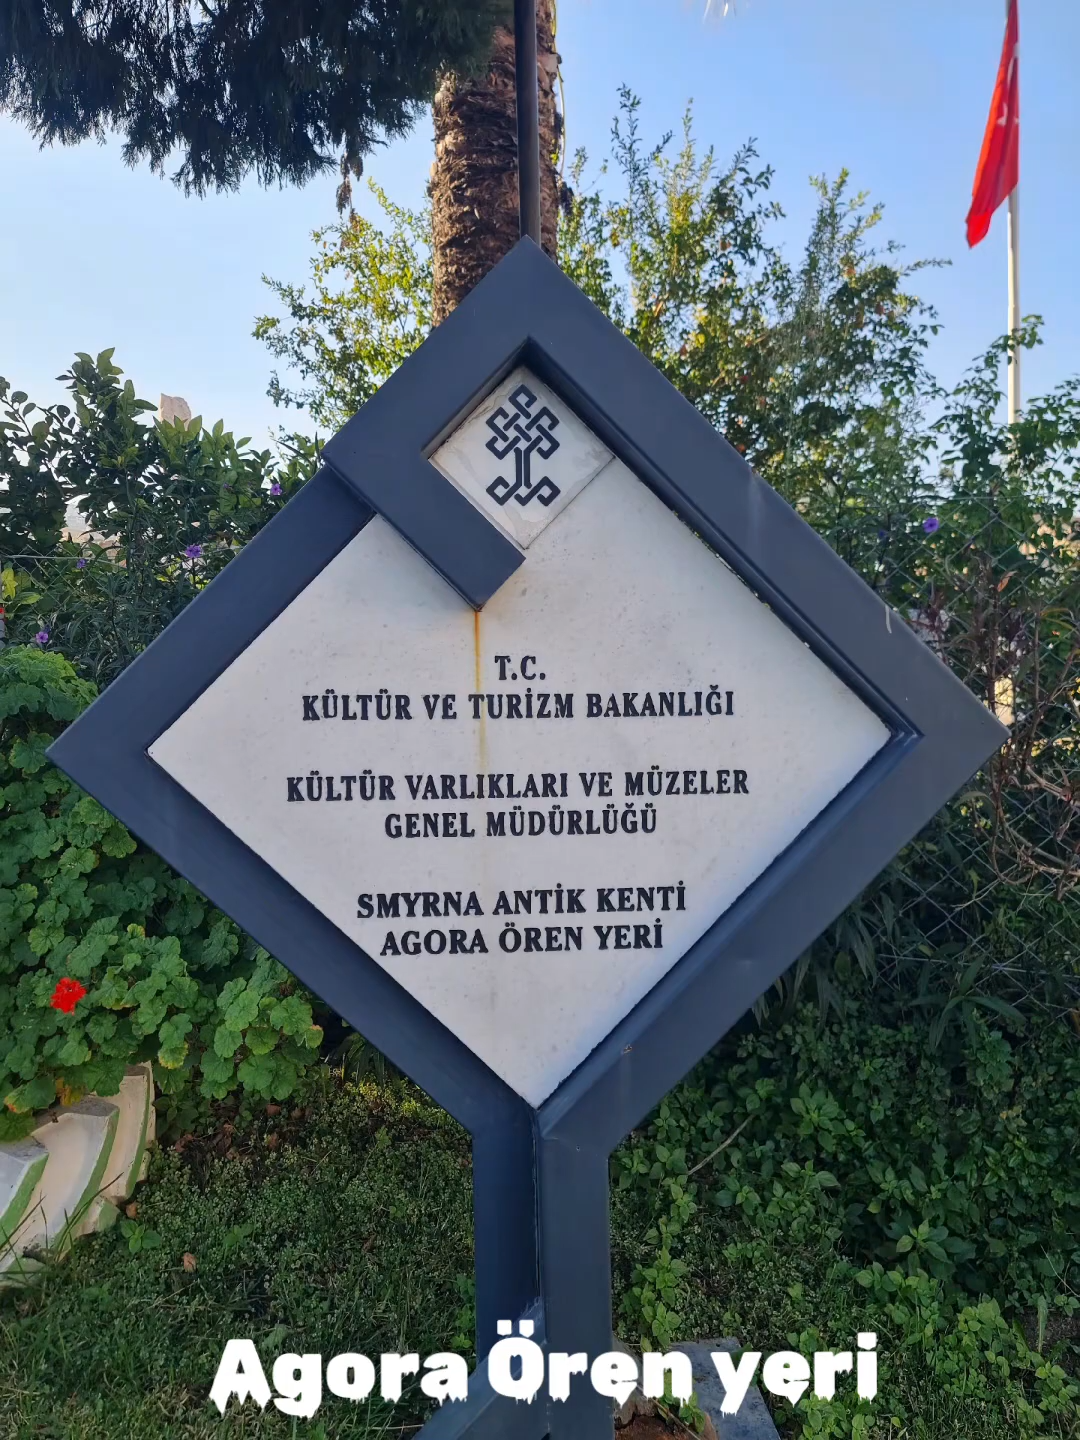 T.C.
KÜLTÜR VE TURİZM BAKANLIĞI
KÜLTÜR VARLIKLARI VE MÜZELER
GENEL MÜDÜRLÜĞÜ
SMYRNA ANTİK KENTİ
AGORA ÖREN YERİ
Agora Ören yeri